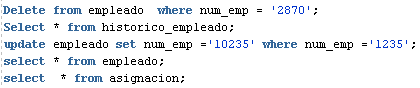 Delete from empleado  where num_emp = '2870';
Select * from historico_empleado;
update empleado set num_emp ='10235' where num_emp ='1235';
select * from empleado;
select  * from asignacion;